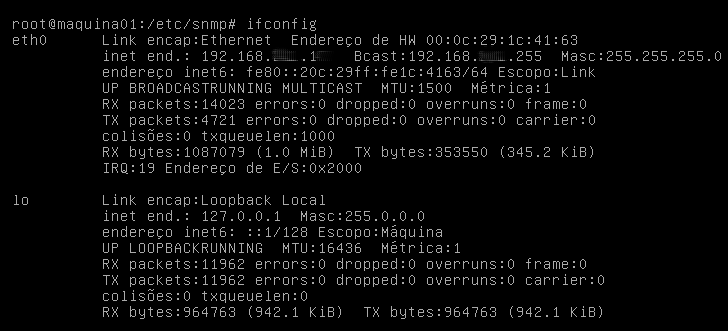 root@maquina01:/etc/snmp# ifconfig
eth0 Link encap:Ethernet Endereço de HW 00:0c:29:1c:41:63
inet end.: 192.168. Bcast:192.168. .255 Masc:255.255.255.0
endereço inet6: fe80::20c:29ff:fe1c:4163/64 Escopo:Link
UP BROADCASTRUNNING MULTICAST MTU:1500 Métrica:1
RX packets:14023 errors:0 dropped:0 overruns:0 frame:0
TX packets:4721 errors:0 dropped:0 overruns:0 carrier:0
colisões:0 txqueuelen:1000
RX bytes:1087079 (1.0 MiB) TX bytes:353550 (345.2 KiB)
IRQ:19 Endereço de E/S:0x2000
lo Link encap:Loopback Local
inet end.: 127.0.0.1 Masc:255.0.0.0
endereço inet6: ::1/128 Escopo:Máquina
UP LOOPBACKRUNNING MTU:16436 Métrica:1
RX packets:11962 errors:0 dropped:0 overruns:0 frame:0
TX packets:11962 errors:0 dropped:0 overruns:0 carrier:0
colisões:0 txqueuelen:0
RX bytes:964763 (942.1 KiB) TX bytes:964763 (942.1 KiB)